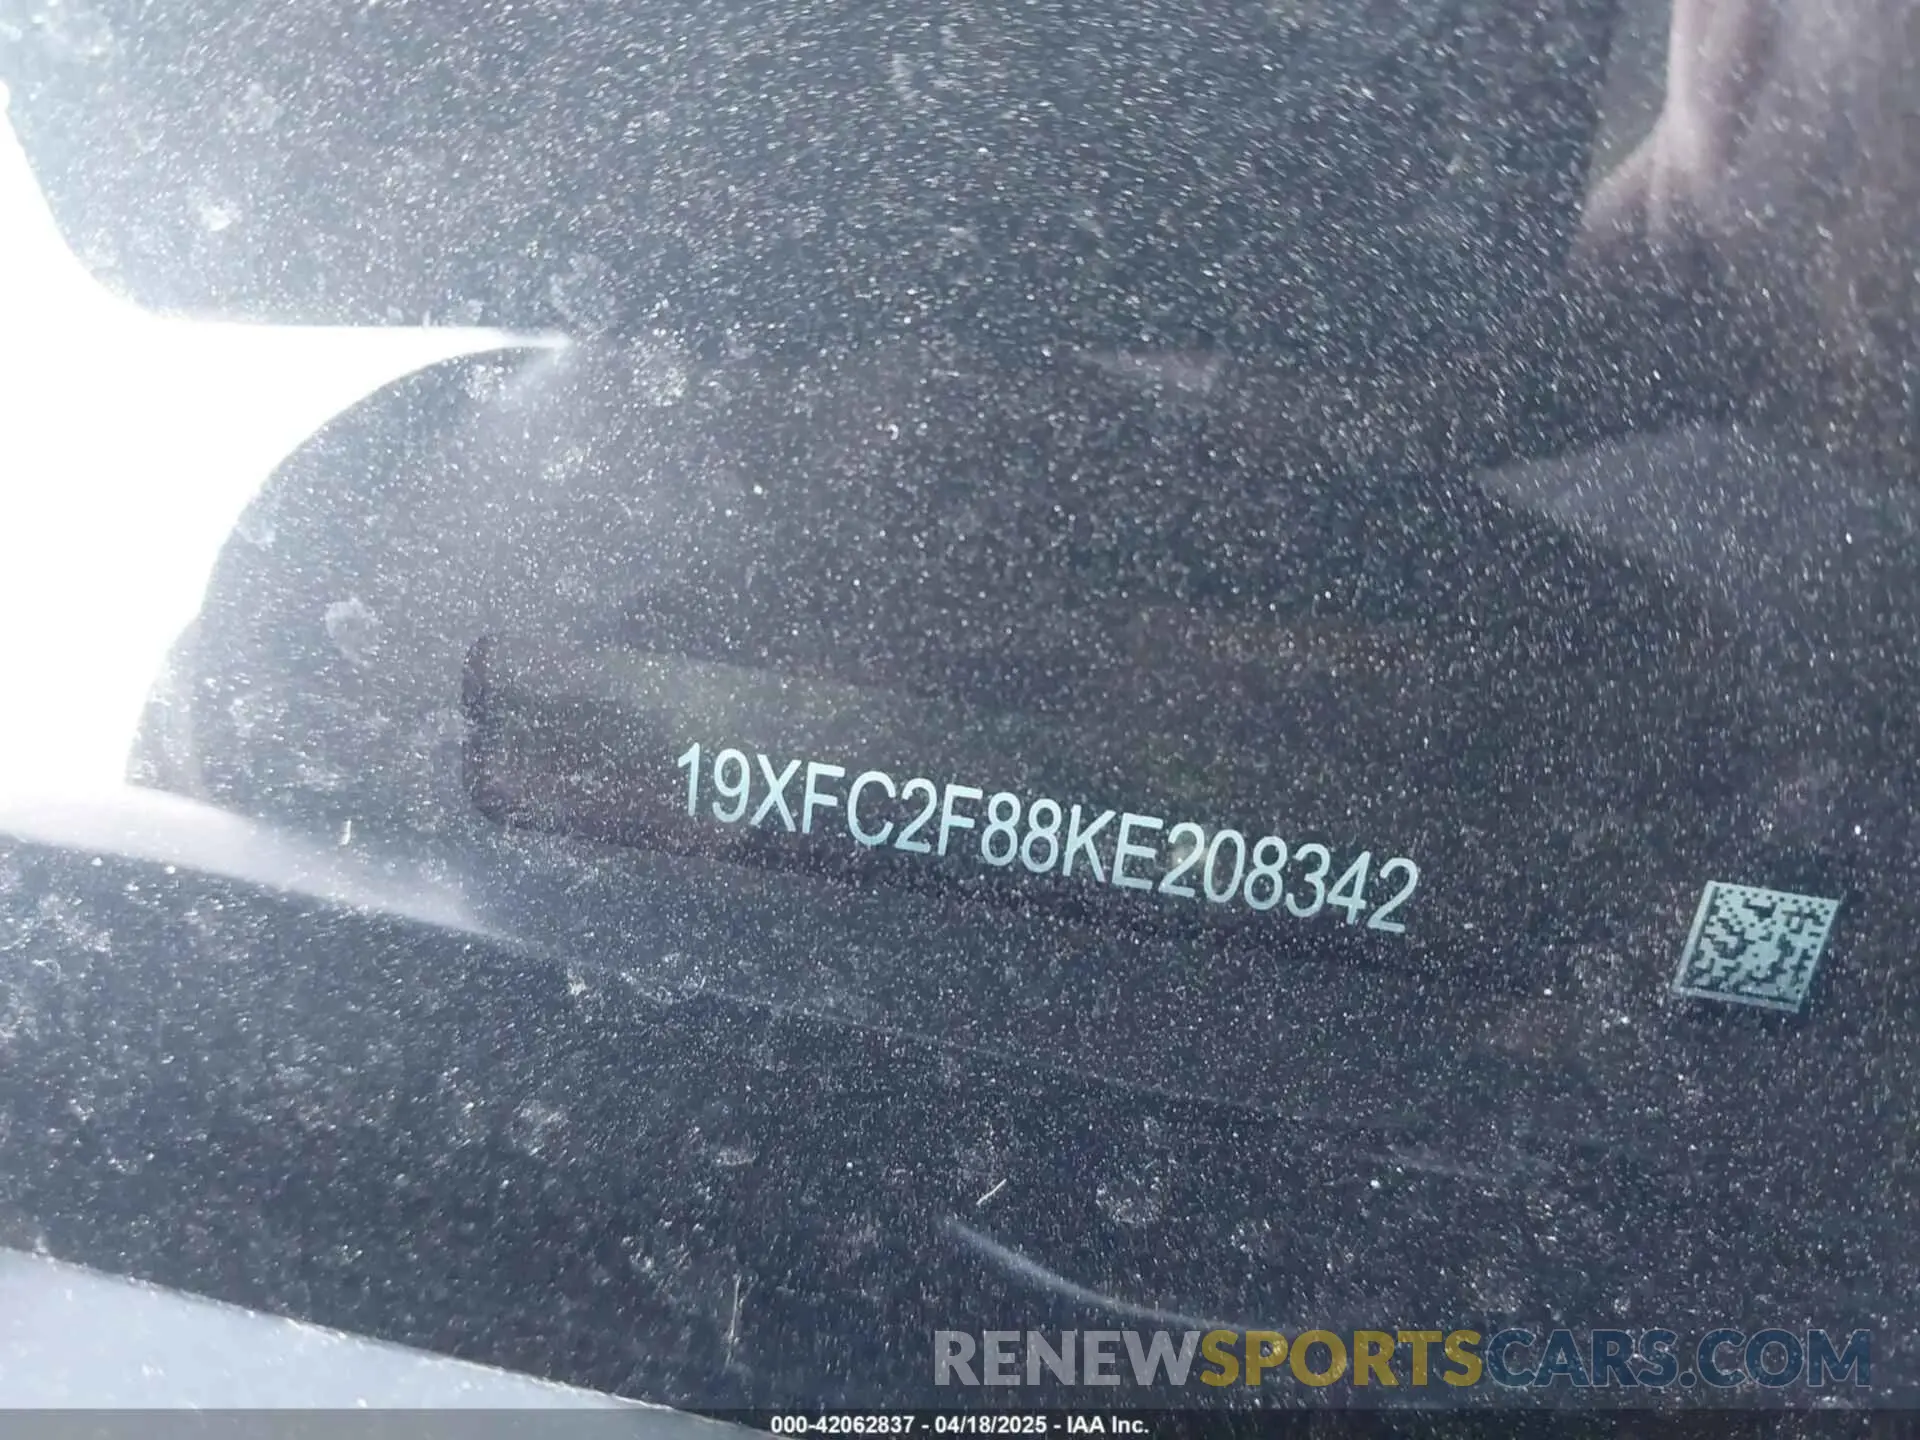 19XFC2F88KE208342
RENEWSPORTSCARS.COM
000-42062837 - 04/18/2025 - IAA Inc.